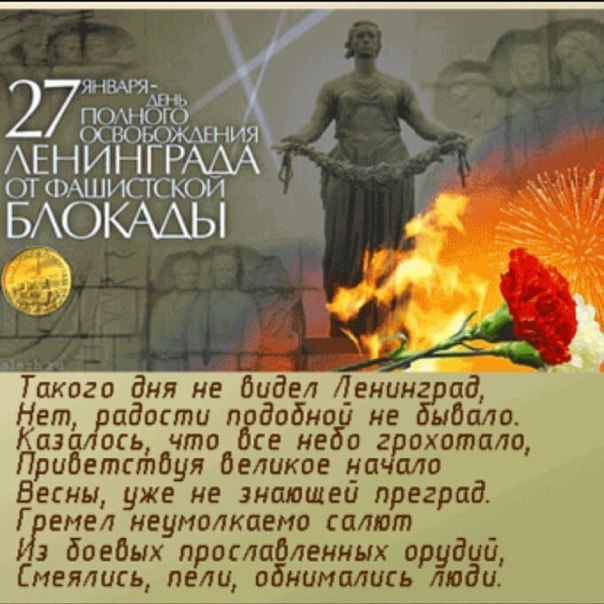 27 ЯНВАРЯ-
ДЕНЬ
ПОЛНОГО
ОСВОБОЖДЕНИЯ
ЛЕНИНГРАДА
ОТ ФАШИСТСКОЙ
БЛОКАДЫ
Такого дня не видел Ленинград,
Нет, радости подобной не бывало.
Казалось, что все небо грохотало,
Приветствуя великое начало
Весны, уже не знающей преград.
Гремел неумолкаемо салют
Из боевых прославленных орудий,
Смеялись, пели, обнимались люди.